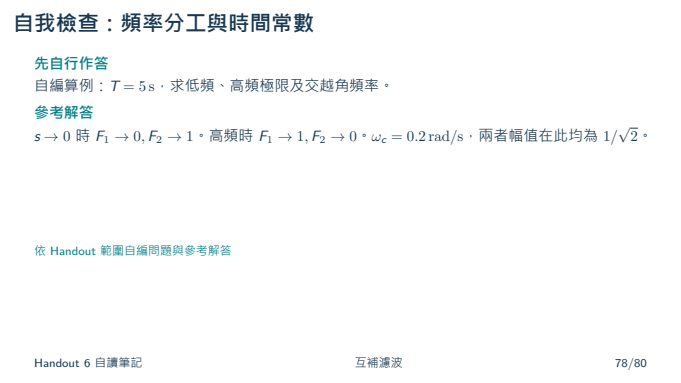 自我檢查：頻率分工與時間常數
先自行作答
自編算例：T = 5 s，求低頻、高頻極限及交越角頻率。
參考解答
s → 0 時 F₁ → 0, F₂ → 1。高頻時 F₁ → 1, F₂ → 0。ω_c = 0.2 rad/s，兩者幅值在此均為 1/√2。
依 Handout 範圍自編問題與參考解答
Handout 6 自讀筆記
互補濾波
78/80